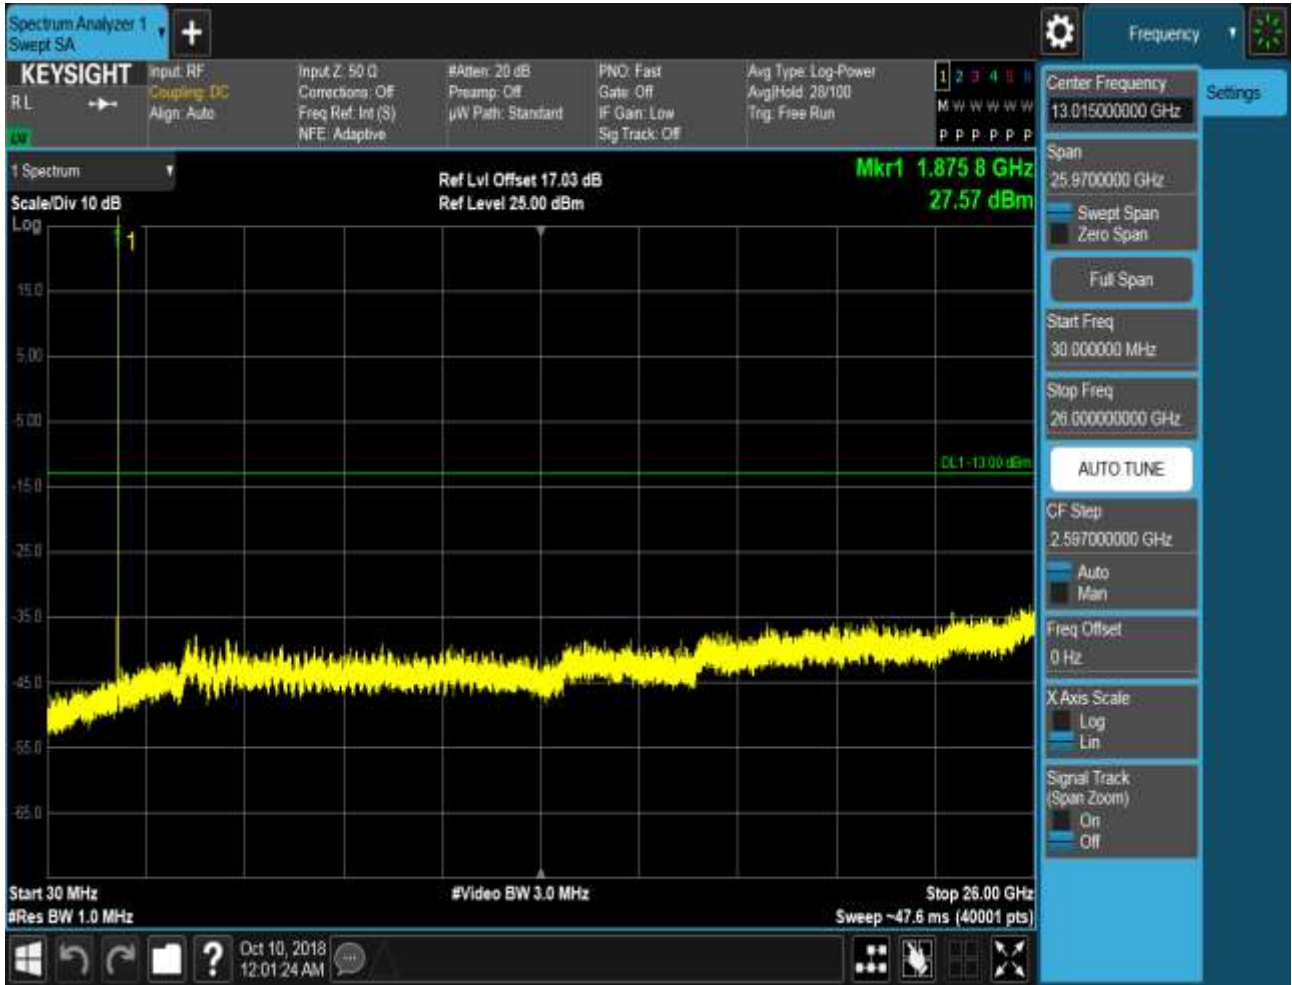 Spectrum Analyzer 1
Swept SA
+
Frequency
KEYSIGHT
R L
Input: RF
Coupling: DC
Align: Auto
Input Z: 50 Ω
Corrections: Off
Freq Ref: Int (S)
NFE: Adaptive
#Atten: 20 dB
Preamp: Off
µW Path: Standard
PNO: Fast
Gate: Off
IF Gain: Low
Sig Track: Off
Avg Type: Log-Power
Avg|Hold: 28/100
Trig: Free Run
1 2 3 4 5 6
M W W W W W
P P P P P P
1 Spectrum
Scale/Div 10 dB
Log
Ref Lvl Offset 17.03 dB
Ref Level 25.00 dBm
Mkr1 1.875 8 GHz
27.57 dBm
1
15.0
5.00
-5.00
DL1 -13.00 dBm
-15.0
-25.0
-35.0
-45.0
-55.0
-65.0
Start 30 MHz
#Res BW 1.0 MHz
#Video BW 3.0 MHz
Stop 26.00 GHz
Sweep ~47.6 ms (40001 pts)
Oct 10, 2018
12:01:24 AM
?
Center Frequency
13.015000000 GHz
Settings
Span
25.9700000 GHz
Swept Span
Zero Span
Full Span
Start Freq
30.000000 MHz
Stop Freq
26.000000000 GHz
AUTO TUNE
CF Step
2.597000000 GHz
Auto
Man
Freq Offset
0 Hz
X Axis Scale
Log
Lin
Signal Track
(Span Zoom)
On
Off